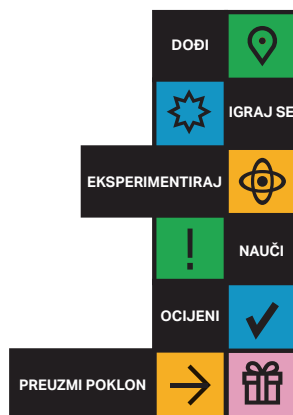 DOĐI
IGRAJ SE
EKSPERIMENTIRAJ
!
NAUČI
OCIJENI
PREUZMI POKLON